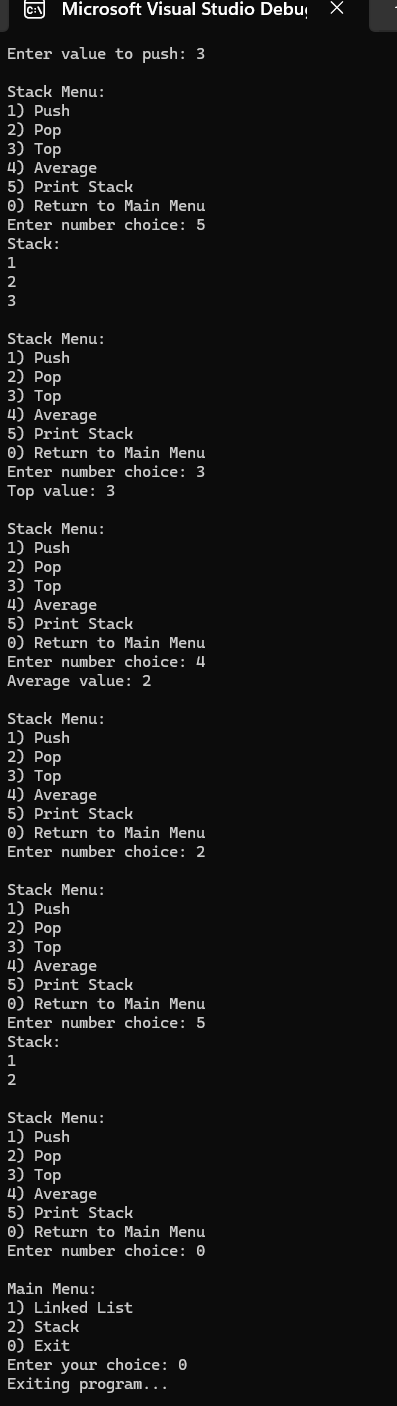 Microsoft Visual Studio Debu
Enter value to push: 3
Stack Menu:
1) Push
2) Pop
3) Top
4) Average
5) Print Stack
0) Return to Main Menu
Enter number choice: 5
Stack:
1
2
3
Stack Menu:
1) Push
2) Pop
3) Top
4) Average
5) Print Stack
0) Return to Main Menu
Enter number choice: 3
Top value: 3
Stack Menu:
1) Push
2) Pop
3) Top
4) Average
5) Print Stack
0) Return to Main Menu
Enter number choice: 4
Average value: 2
Stack Menu:
1) Push
2) Pop
3) Top
4) Average
5) Print Stack
0) Return to Main Menu
Enter number choice: 2
Stack Menu:
1) Push
2) Pop
3) Top
4) Average
5) Print Stack
0) Return to Main Menu
Enter number choice: 5
Stack:
1
2
Stack Menu:
1) Push
2) Pop
3) Top
4) Average
5) Print Stack
0) Return to Main Menu
Enter number choice: 0
Main Menu:
1) Linked List
2) Stack
0) Exit
Enter your choice: 0
Exiting program...